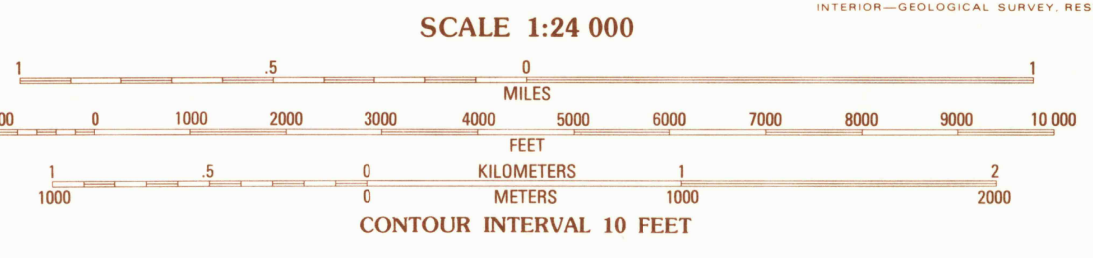 INTERIOR—GEOLOGICAL SURVEY, RES
SCALE 1:24 000
1 .5 0 1
MILES
0 1000 2000 3000 4000 5000 6000 7000 8000 9000 10 000
FEET
1 .5 0 KILOMETERS 1 2
1000 0 METERS 1000 2000
CONTOUR INTERVAL 10 FEET